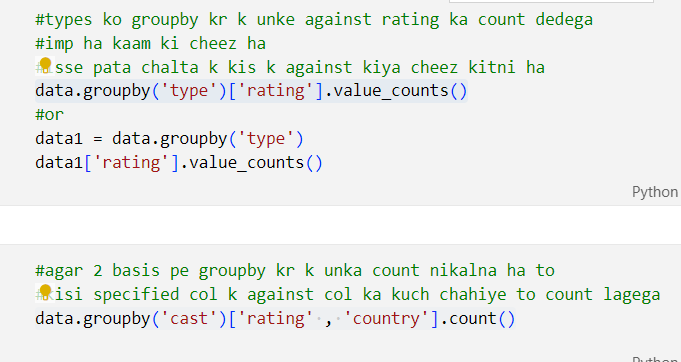 #types ko groupby kr k unke against rating ka count dedega
#imp ha kaam ki cheez ha
sse pata chalta k kis k against kiya cheez kitni ha
data.groupby('type')['rating'].value_counts()
#or
data1 = data.groupby('type')
data1['rating'].value_counts()
Python
#agar 2 basis pe groupby kr k unka count nikalna ha to
isi specified col k against col ka kuch chahiye to count lagega
data.groupby('cast')['rating' , 'country'].count()
Python